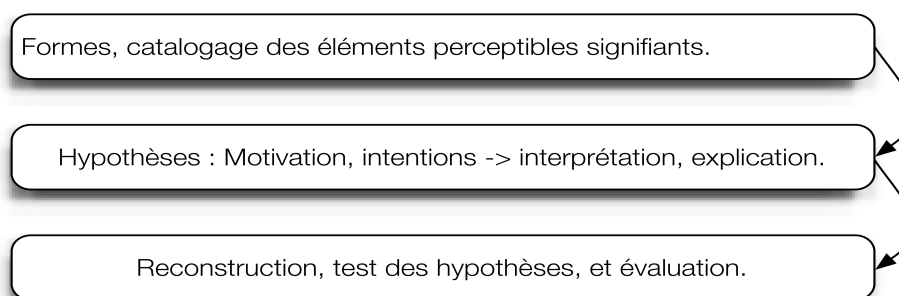 Formes, catalogage des éléments perceptibles signifiants.
Hypothèses : Motivation, intentions -> interprétation, explication.
Reconstruction, test des hypothèses, et évaluation.